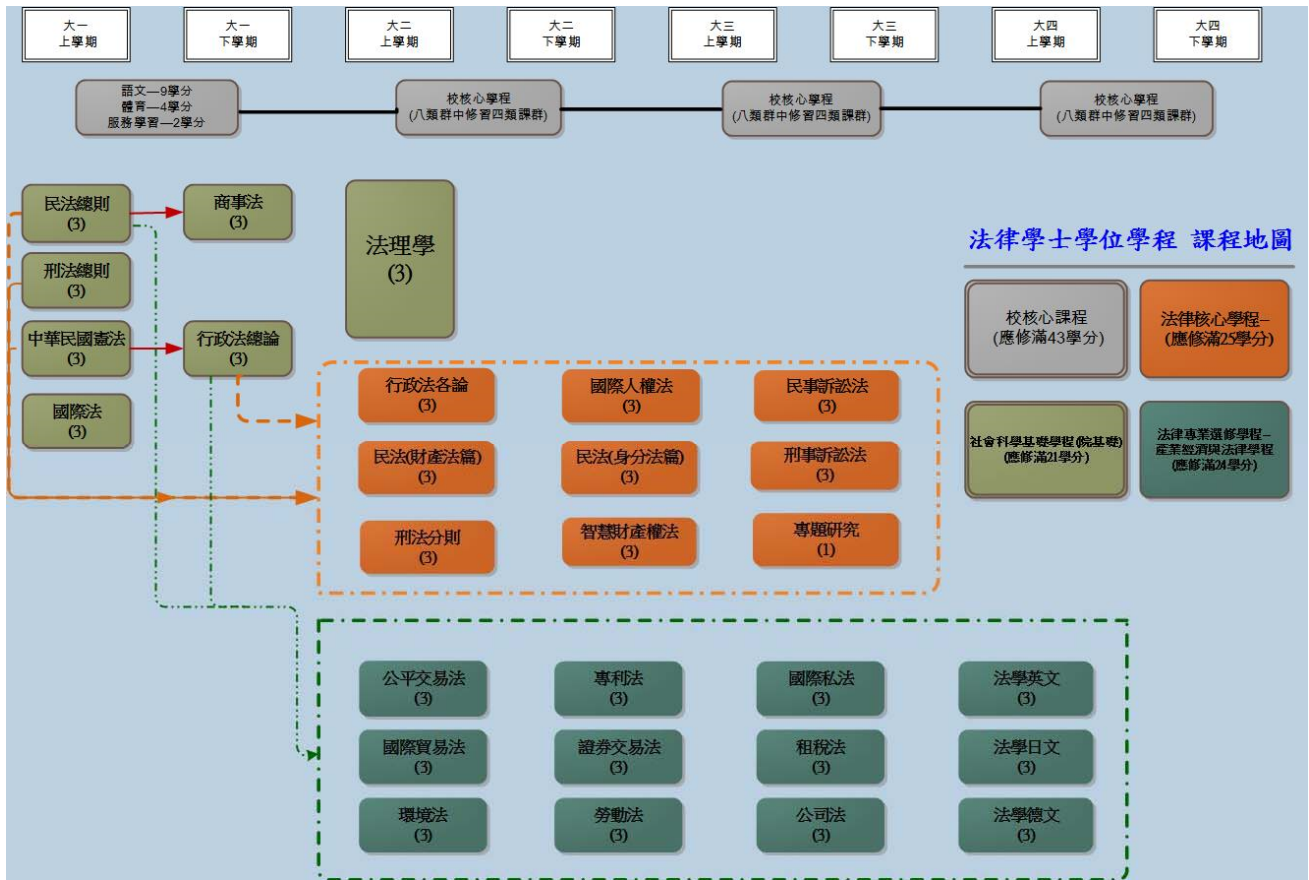 大一
上學期
大一
下學期
大二
上學期
大二
下學期
大三
上學期
大三
下學期
大四
上學期
大四
下學期
語文—9學分
體育—4學分
服務學習—2學分
校核心學程
(八類群中修習四類課群)
校核心學程
(八類群中修習四類課群)
校核心學程
(八類群中修習四類課群)
民法總則
(3)
商事法
(3)
法理學
(3)
刑法總則
(3)
中華民國憲法
(3)
行政法總論
(3)
國際法
(3)
法律學士學位學程 課程地圖
校核心課程
(應修滿43學分)
法律核心學程–
(應修滿25學分)
社會科學基礎學程(院基礎)
(應修滿21學分)
法律專業選修學程–
產業經濟與法律學程
(應修滿24學分)
行政法各論
(3)
國際人權法
(3)
民事訴訟法
(3)
民法(財產法篇)
(3)
民法(身分法篇)
(3)
刑事訴訟法
(3)
刑法分則
(3)
智慧財產權法
(3)
專題研究
(1)
公平交易法
(3)
專利法
(3)
國際私法
(3)
法學英文
(3)
國際貿易法
(3)
證券交易法
(3)
租稅法
(3)
法學日文
(3)
環境法
(3)
勞動法
(3)
公司法
(3)
法學德文
(3)